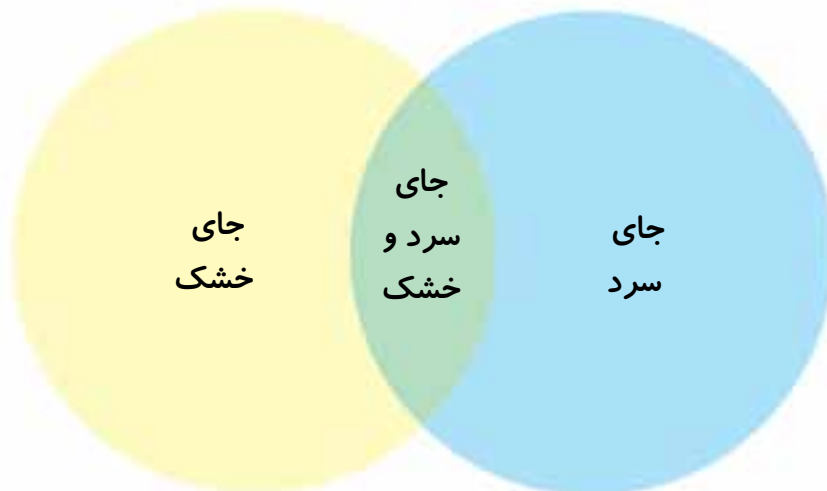 جای
سرد
جای
سرد و
خشک
جای
خشک